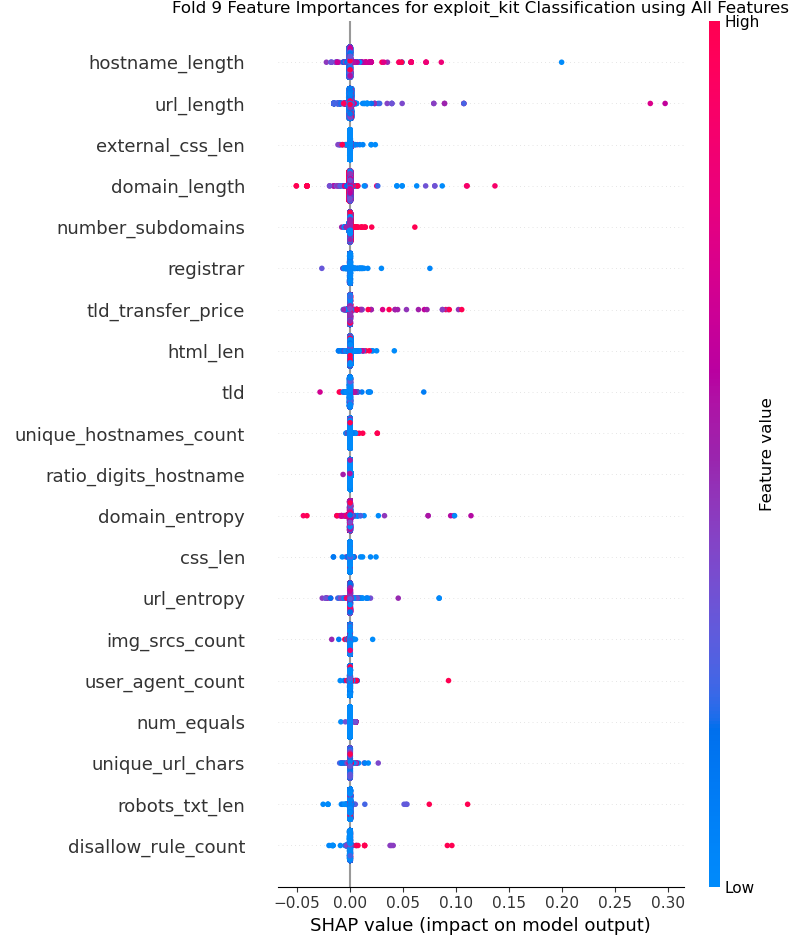 Fold 9 Feature Importances for exploit_kit Classification using All Features
High
hostname_length
url_length
external_css_len
domain_length
number_subdomains
registrar
tld_transfer_price
html_len
tld
unique_hostnames_count
ratio_digits_hostname
domain_entropy
css_len
url_entropy
img_srcs_count
user_agent_count
num_equals
unique_url_chars
robots_txt_len
disallow_rule_count
Feature value
Low
−0.05 0.00 0.05 0.10 0.15 0.20 0.25 0.30
SHAP value (impact on model output)